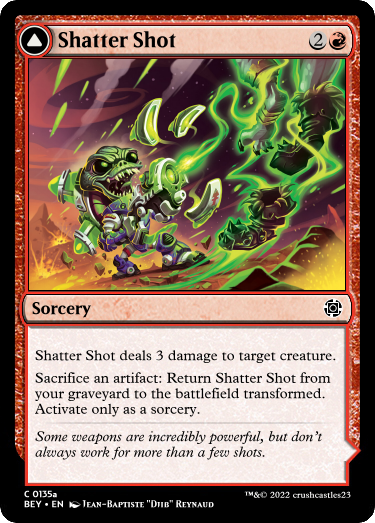 Shatter Shot 2
Sorcery
Shatter Shot deals 3 damage to target creature.
Sacrifice an artifact: Return Shatter Shot from
your graveyard to the battlefield transformed.
Activate only as a sorcery.
Some weapons are incredibly powerful, but don't
always work for more than a few shots.
C 0135a
BEY • EN Jean-Baptiste "Djib" Reynaud
™&© 2022 crushcastles23